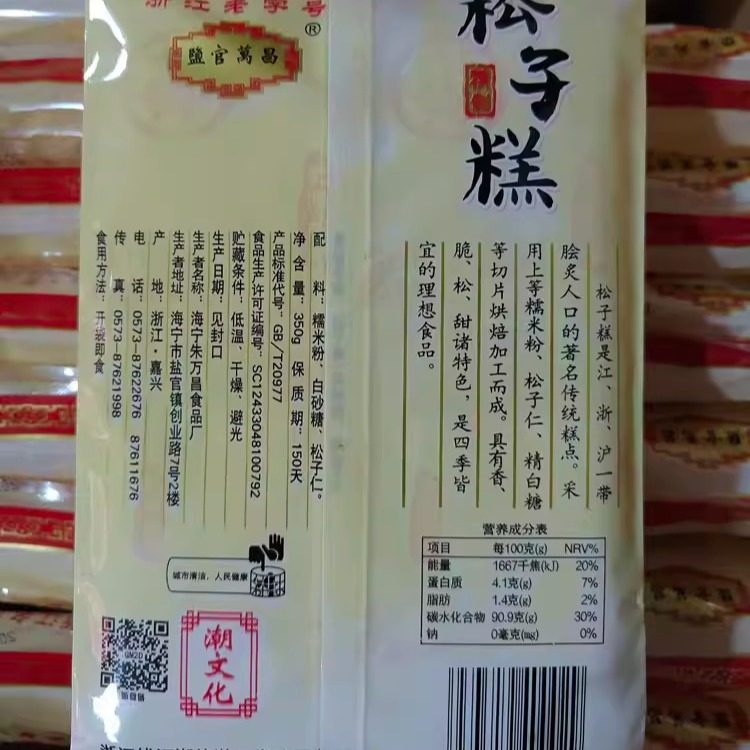 浙江老字号
鹽官萬昌
®
松子糕
松子糕是江、浙、沪一带
脍炙人口的著名传统糕点。采
用上等糯米粉、松子仁、精白糖
等切片烘焙加工而成。具有香、
脆、松、甜诸特色，是四季皆
宜的理想食品。
配 料：糯米粉、白砂糖、松子仁。
净 含 量：350g 保 质 期：150天
产品标准代号：GB/T20977
食品生产许可证编号：SC12433048100792
贮藏条件：低温、干燥、避光
生产日期：见封口
生产者名称：海宁朱万昌食品厂
生产者地址：海宁市盐官镇创业路7号2楼
产 地：浙江·嘉兴
电 话：0573-87622676 87611676
传 真：0573-87621998
食用方法：开袋即食
营养成分表
项目 每100克(g) NRV%
能量 1667千焦(kJ) 20%
蛋白质 4.1克(g) 7%
脂肪 1.4克(g) 2%
碳水化合物 90.9克(g) 30%
钠 0毫克(mg) 0%
城市清洁，人民健康
潮文化